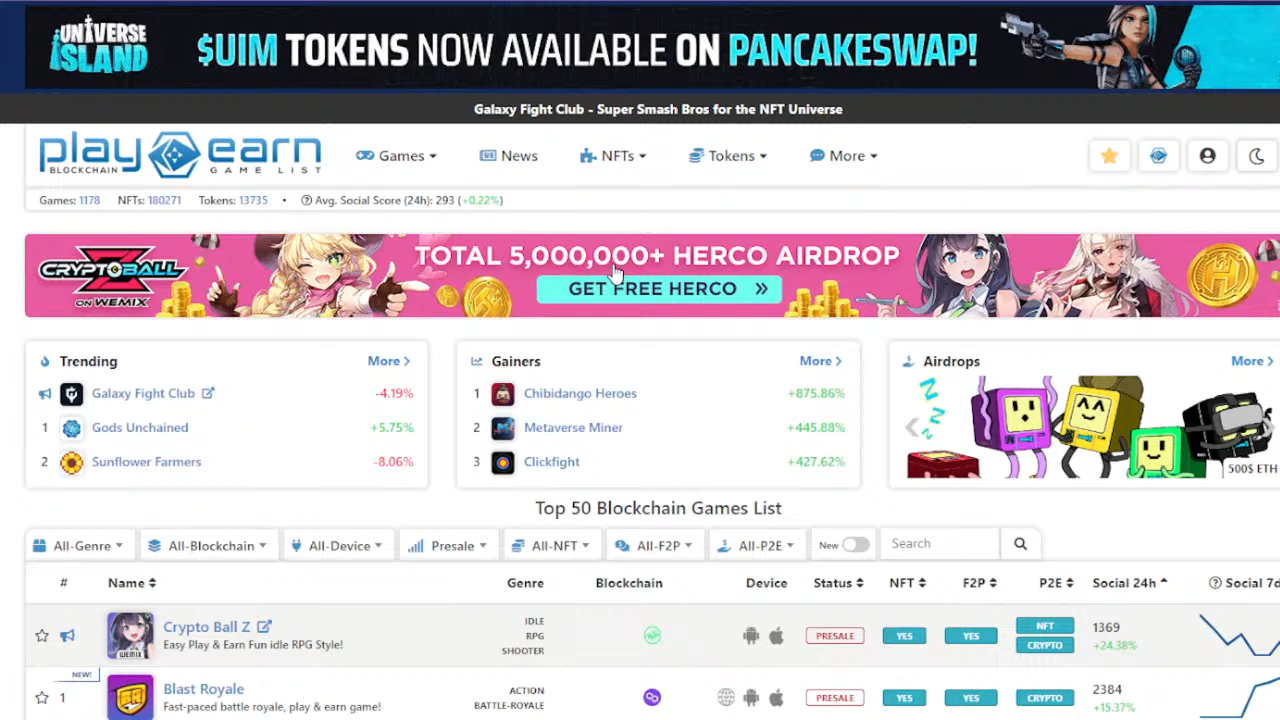 UNIVERSE
ISLAND
$UIM TOKENS NOW AVAILABLE ON PANCAKESWAP!
Galaxy Fight Club - Super Smash Bros for the NFT Universe
play earn
BLOCKCHAIN GAME LIST
Games News NFTs Tokens More
Games: 1178 NFTs: 180271 Tokens: 13735 • Avg. Social Score (24h): 293 (+0.22%)
CRYPTOBALL Z
ON WEMIX
TOTAL 5,000,000+ HERCO AIRDROP
GET FREE HERCO »
Trending More
Galaxy Fight Club -4.19%
1 Gods Unchained +5.75%
2 Sunflower Farmers -8.06%
Gainers More
1 Chibidango Heroes +875.86%
2 Metaverse Miner +445.88%
3 Clickfight +427.62%
Airdrops More
500$ ETH
Top 50 Blockchain Games List
All-Genre All-Blockchain All-Device Presale All-NFT All-F2P All-P2E New Search
# Name Genre Blockchain Device Status NFT F2P P2E Social 24h Social 7d
Crypto Ball Z
Easy Play & Earn Fun idle RPG Style!
WEMIX
IDLE
RPG
SHOOTER
PRESALE YES YES
NFT
CRYPTO
1369
+24.38%
NEW!
1 Blast Royale
Fast-paced battle royale, play & earn game!
ACTION
BATTLE-ROYALE
PRESALE YES YES CRYPTO
2384
+15.37%